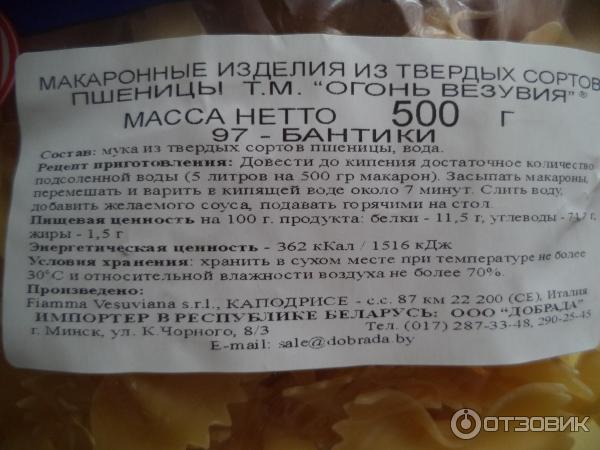 МАКАРОННЫЕ ИЗДЕЛИЯ ИЗ ТВЕРДЫХ СОРТОВ
ПШЕНИЦЫ Т.М. "ОГОНЬ ВЕЗУВИЯ"®
МАССА НЕТТО 500 Г
97 - БАНТИКИ
Состав: мука из твердых сортов пшеницы, вода.
Рецепт приготовления: Довести до кипения достаточное количество
подсоленной воды (5 литров на 500 гр макарон). Засыпать макароны,
перемешать и варить в кипящей воде около 7 минут. Слить воду,
добавить желаемого соуса, подавать горячими на стол.
Пищевая ценность на 100 г. продукта: белки - 11,5 г, углеводы -
жиры - 1,5 г
Энергетическая ценность - 362 кКал / 1516 кДж
Условия хранения: хранить в сухом месте при температуре не более
30°C и относительной влажности воздуха не более 70%.
Произведено:
Fiamma Vesuviana s.r.l., КАПОДРИСЕ - с.с. 87 км 22 200 (CE), Италия
ИМПОРТЕР В РЕСПУБЛИКЕ БЕЛАРУСЬ: ООО "ДОБРАДА"
г. Минск, ул. К.Чорного, 8/3 Тел. (017) 287-33-48, 290-25-45
E-mail: sale@dobrada.by
ОТЗОВИК